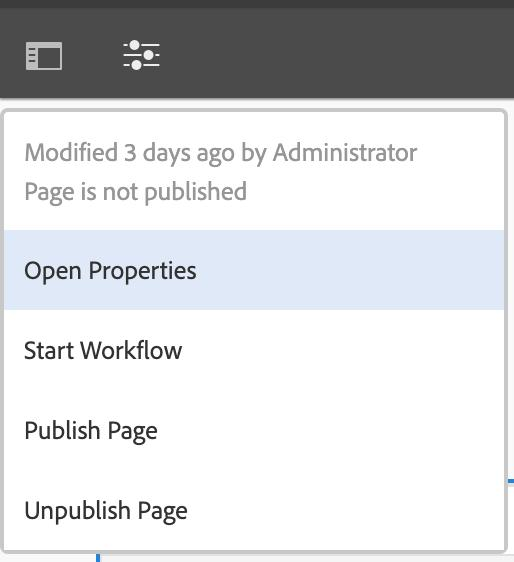 Modified 3 days ago by Administrator
Page is not published
Open Properties
Start Workflow
Publish Page
Unpublish Page